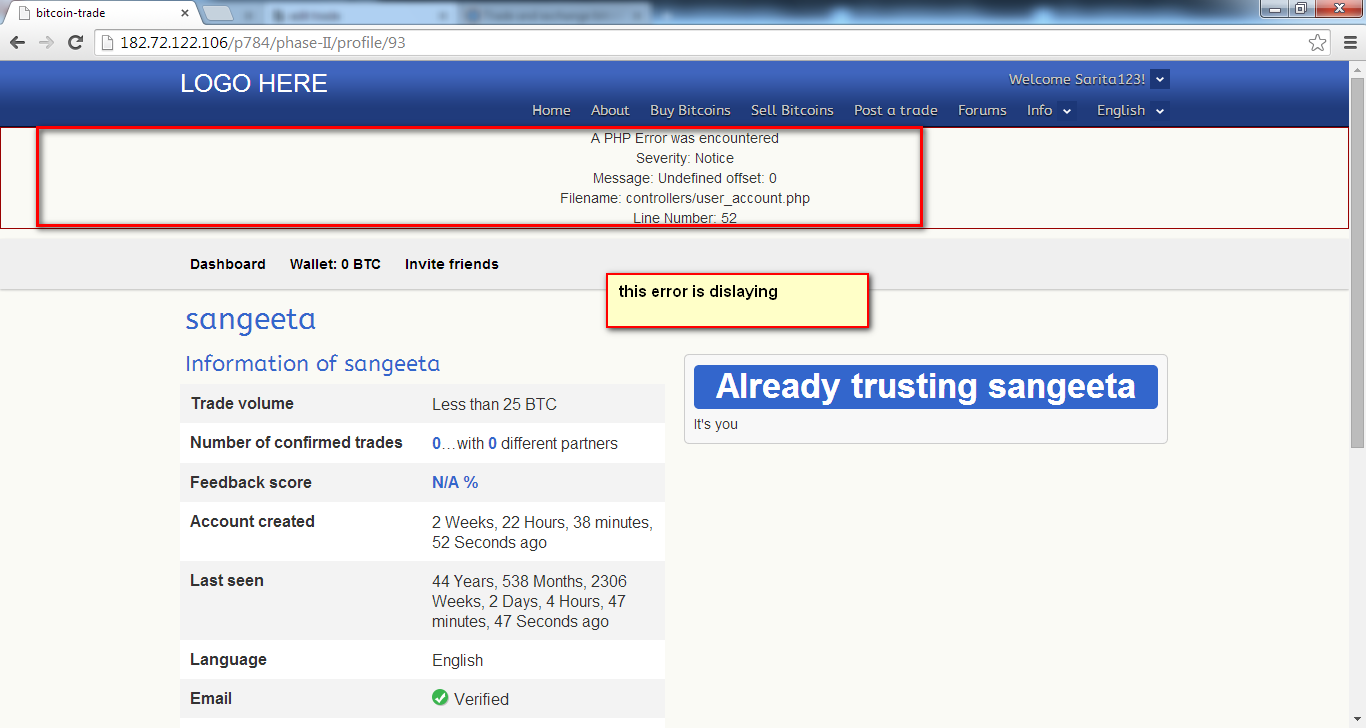 bitcoin-trade
182.72.122.106/p784/phase-II/profile/93
LOGO HERE
Welcome Sarita123!
Home About Buy Bitcoins Sell Bitcoins Post a trade Forums Info English
A PHP Error was encountered
Severity: Notice
Message: Undefined offset: 0
Filename: controllers/user_account.php
Line Number: 52
Dashboard Wallet: 0 BTC Invite friends
this error is dislaying
sangeeta
Information of sangeeta
Already trusting sangeeta
It's you
Trade volume Less than 25 BTC
Number of confirmed trades 0…with 0 different partners
Feedback score N/A %
Account created 2 Weeks, 22 Hours, 38 minutes,
52 Seconds ago
Last seen 44 Years, 538 Months, 2306
Weeks, 2 Days, 4 Hours, 47
minutes, 47 Seconds ago
Language English
Email Verified